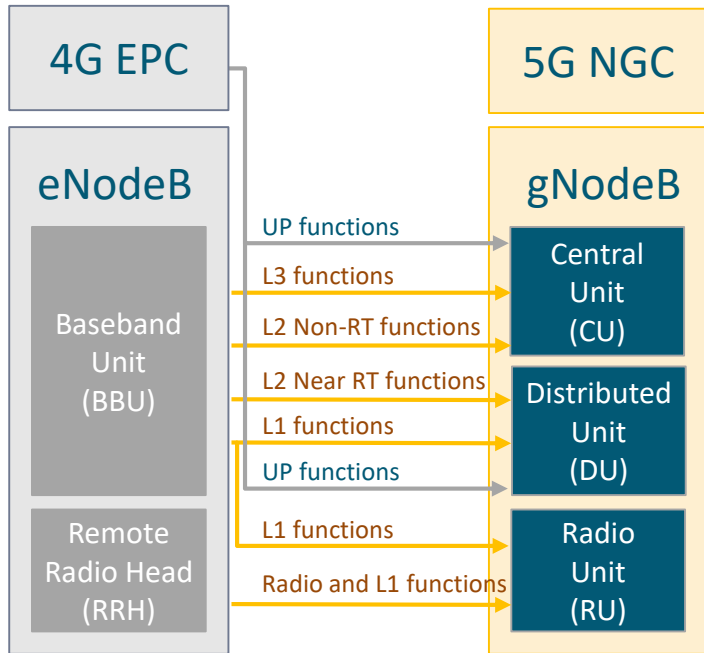 4G EPC
5G NGC
eNodeB
gNodeB
Baseband
Unit
(BBU)
Remote
Radio Head
(RRH)
UP functions
L3 functions
L2 Non-RT functions
L2 Near RT functions
L1 functions
UP functions
L1 functions
Radio and L1 functions
Central
Unit
(CU)
Distributed
Unit
(DU)
Radio
Unit
(RU)